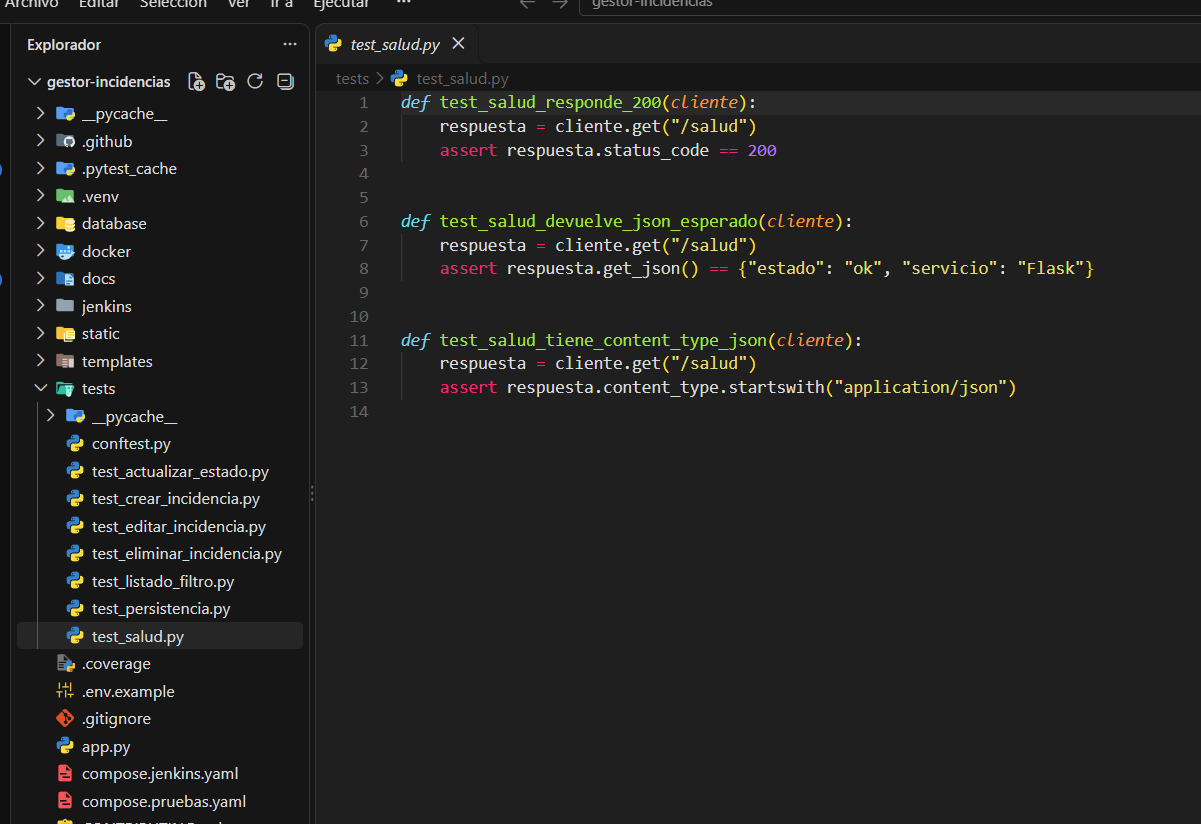 Archivo Editar Selección Ver Ir a Ejecutar ...
gestor-incidencias
Explorador
gestor-incidencias
__pycache__
.github
.pytest_cache
.venv
database
docker
docs
jenkins
static
templates
tests
__pycache__
conftest.py
test_actualizar_estado.py
test_crear_incidencia.py
test_editar_incidencia.py
test_eliminar_incidencia.py
test_listado_filtro.py
test_persistencia.py
test_salud.py
.coverage
.env.example
.gitignore
app.py
compose.jenkins.yaml
compose.pruebas.yaml
test_salud.py
tests > test_salud.py
1 def test_salud_responde_200(cliente):
2     respuesta = cliente.get("/salud")
3     assert respuesta.status_code == 200
4
5
6 def test_salud_devuelve_json_esperado(cliente):
7     respuesta = cliente.get("/salud")
8     assert respuesta.get_json() == {"estado": "ok", "servicio": "Flask"}
9
10
11 def test_salud_tiene_content_type_json(cliente):
12     respuesta = cliente.get("/salud")
13     assert respuesta.content_type.startswith("application/json")
14